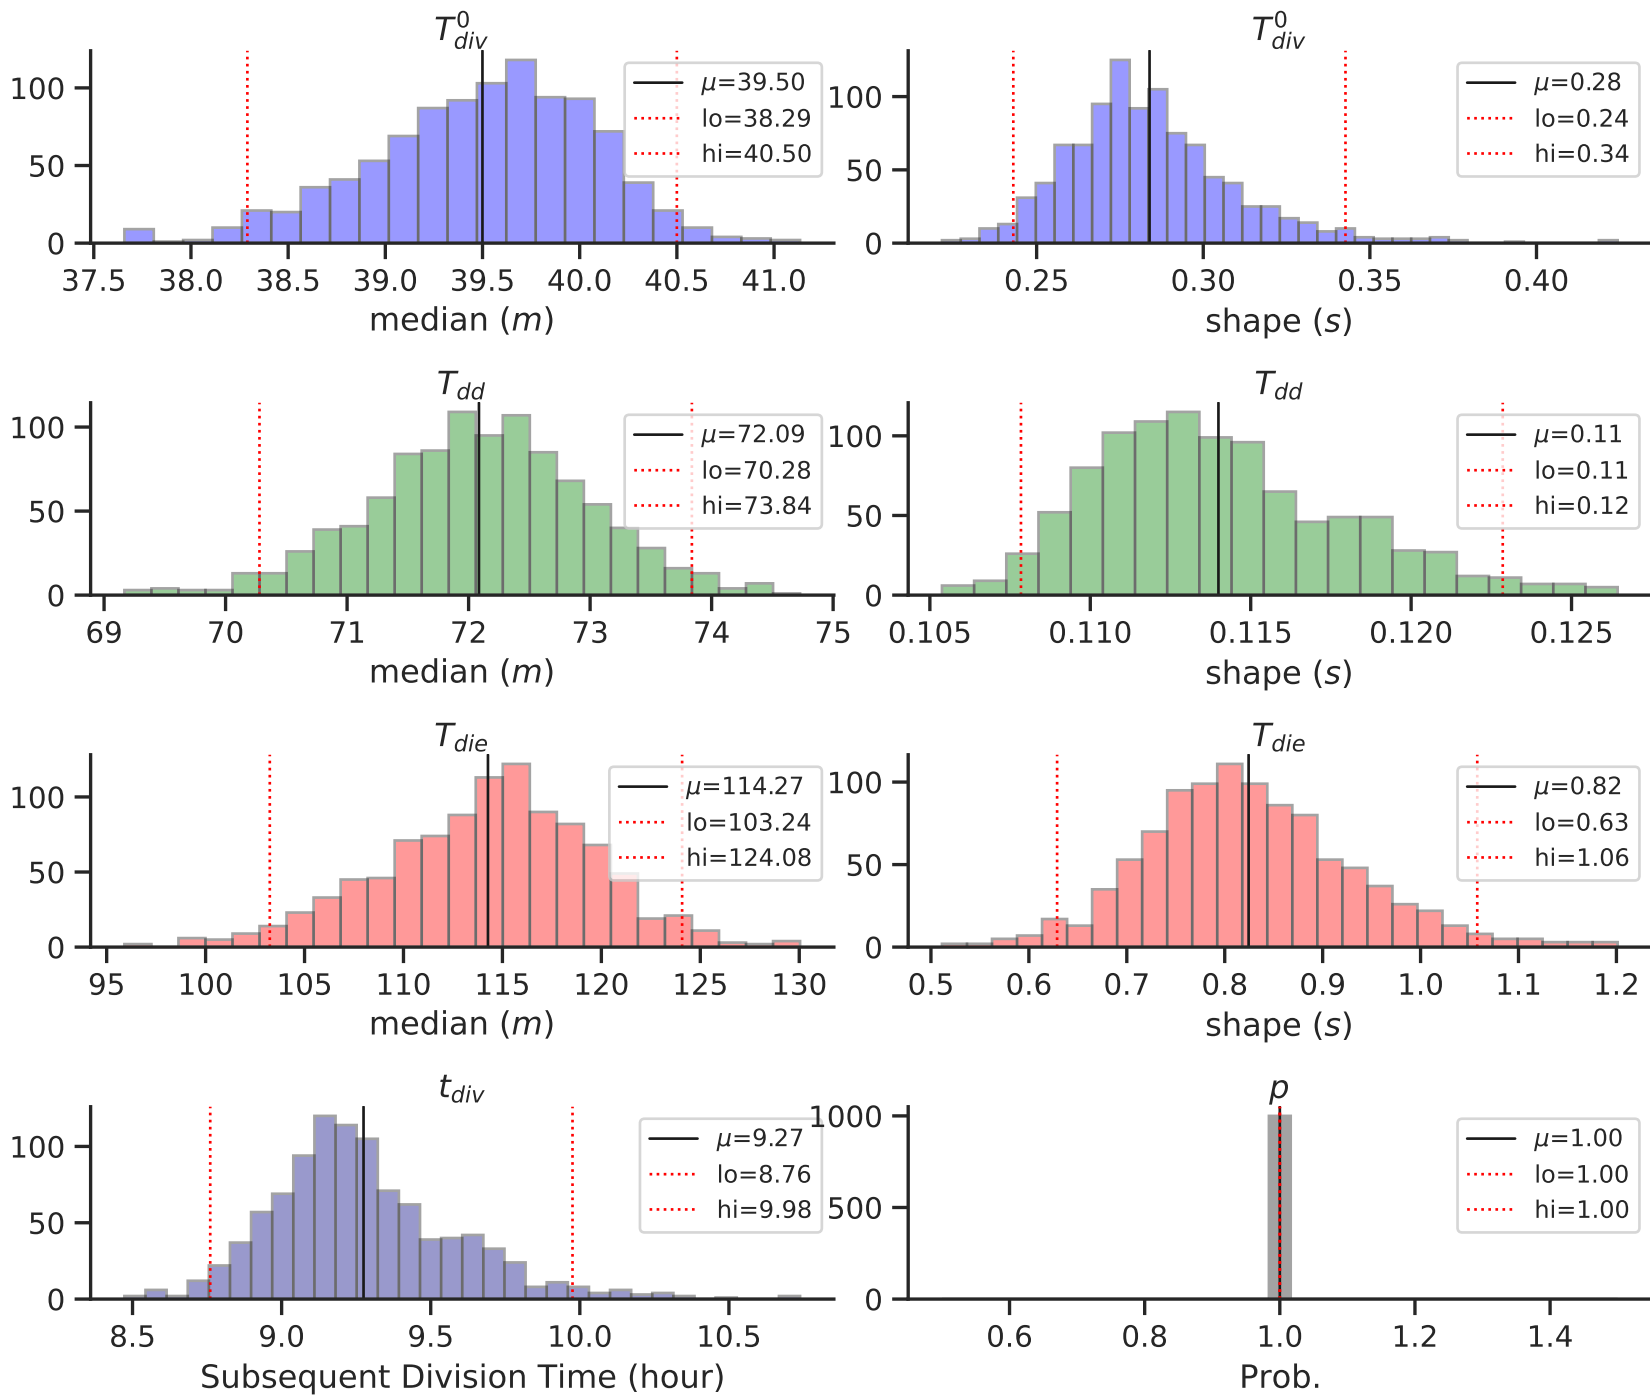 T⁰div
100
50
0
μ=39.50
lo=38.29
hi=40.50
37.5 38.0 38.5 39.0 39.5 40.0 40.5 41.0
median (m)
T⁰div
100
50
0
μ=0.28
lo=0.24
hi=0.34
0.25 0.30 0.35 0.40
shape (s)
Tdd
100
50
0
μ=72.09
lo=70.28
hi=73.84
69 70 71 72 73 74 75
median (m)
Tdd
100
50
0
μ=0.11
lo=0.11
hi=0.12
0.105 0.110 0.115 0.120 0.125
shape (s)
Tdie
100
50
0
μ=114.27
lo=103.24
hi=124.08
95 100 105 110 115 120 125 130
median (m)
Tdie
100
50
0
μ=0.82
lo=0.63
hi=1.06
0.5 0.6 0.7 0.8 0.9 1.0 1.1 1.2
shape (s)
tdiv
100
50
0
μ=9.27
lo=8.76
hi=9.98
8.5 9.0 9.5 10.0 10.5
Subsequent Division Time (hour)
p
1000
500
0
μ=1.00
lo=1.00
hi=1.00
0.6 0.8 1.0 1.2 1.4
Prob.